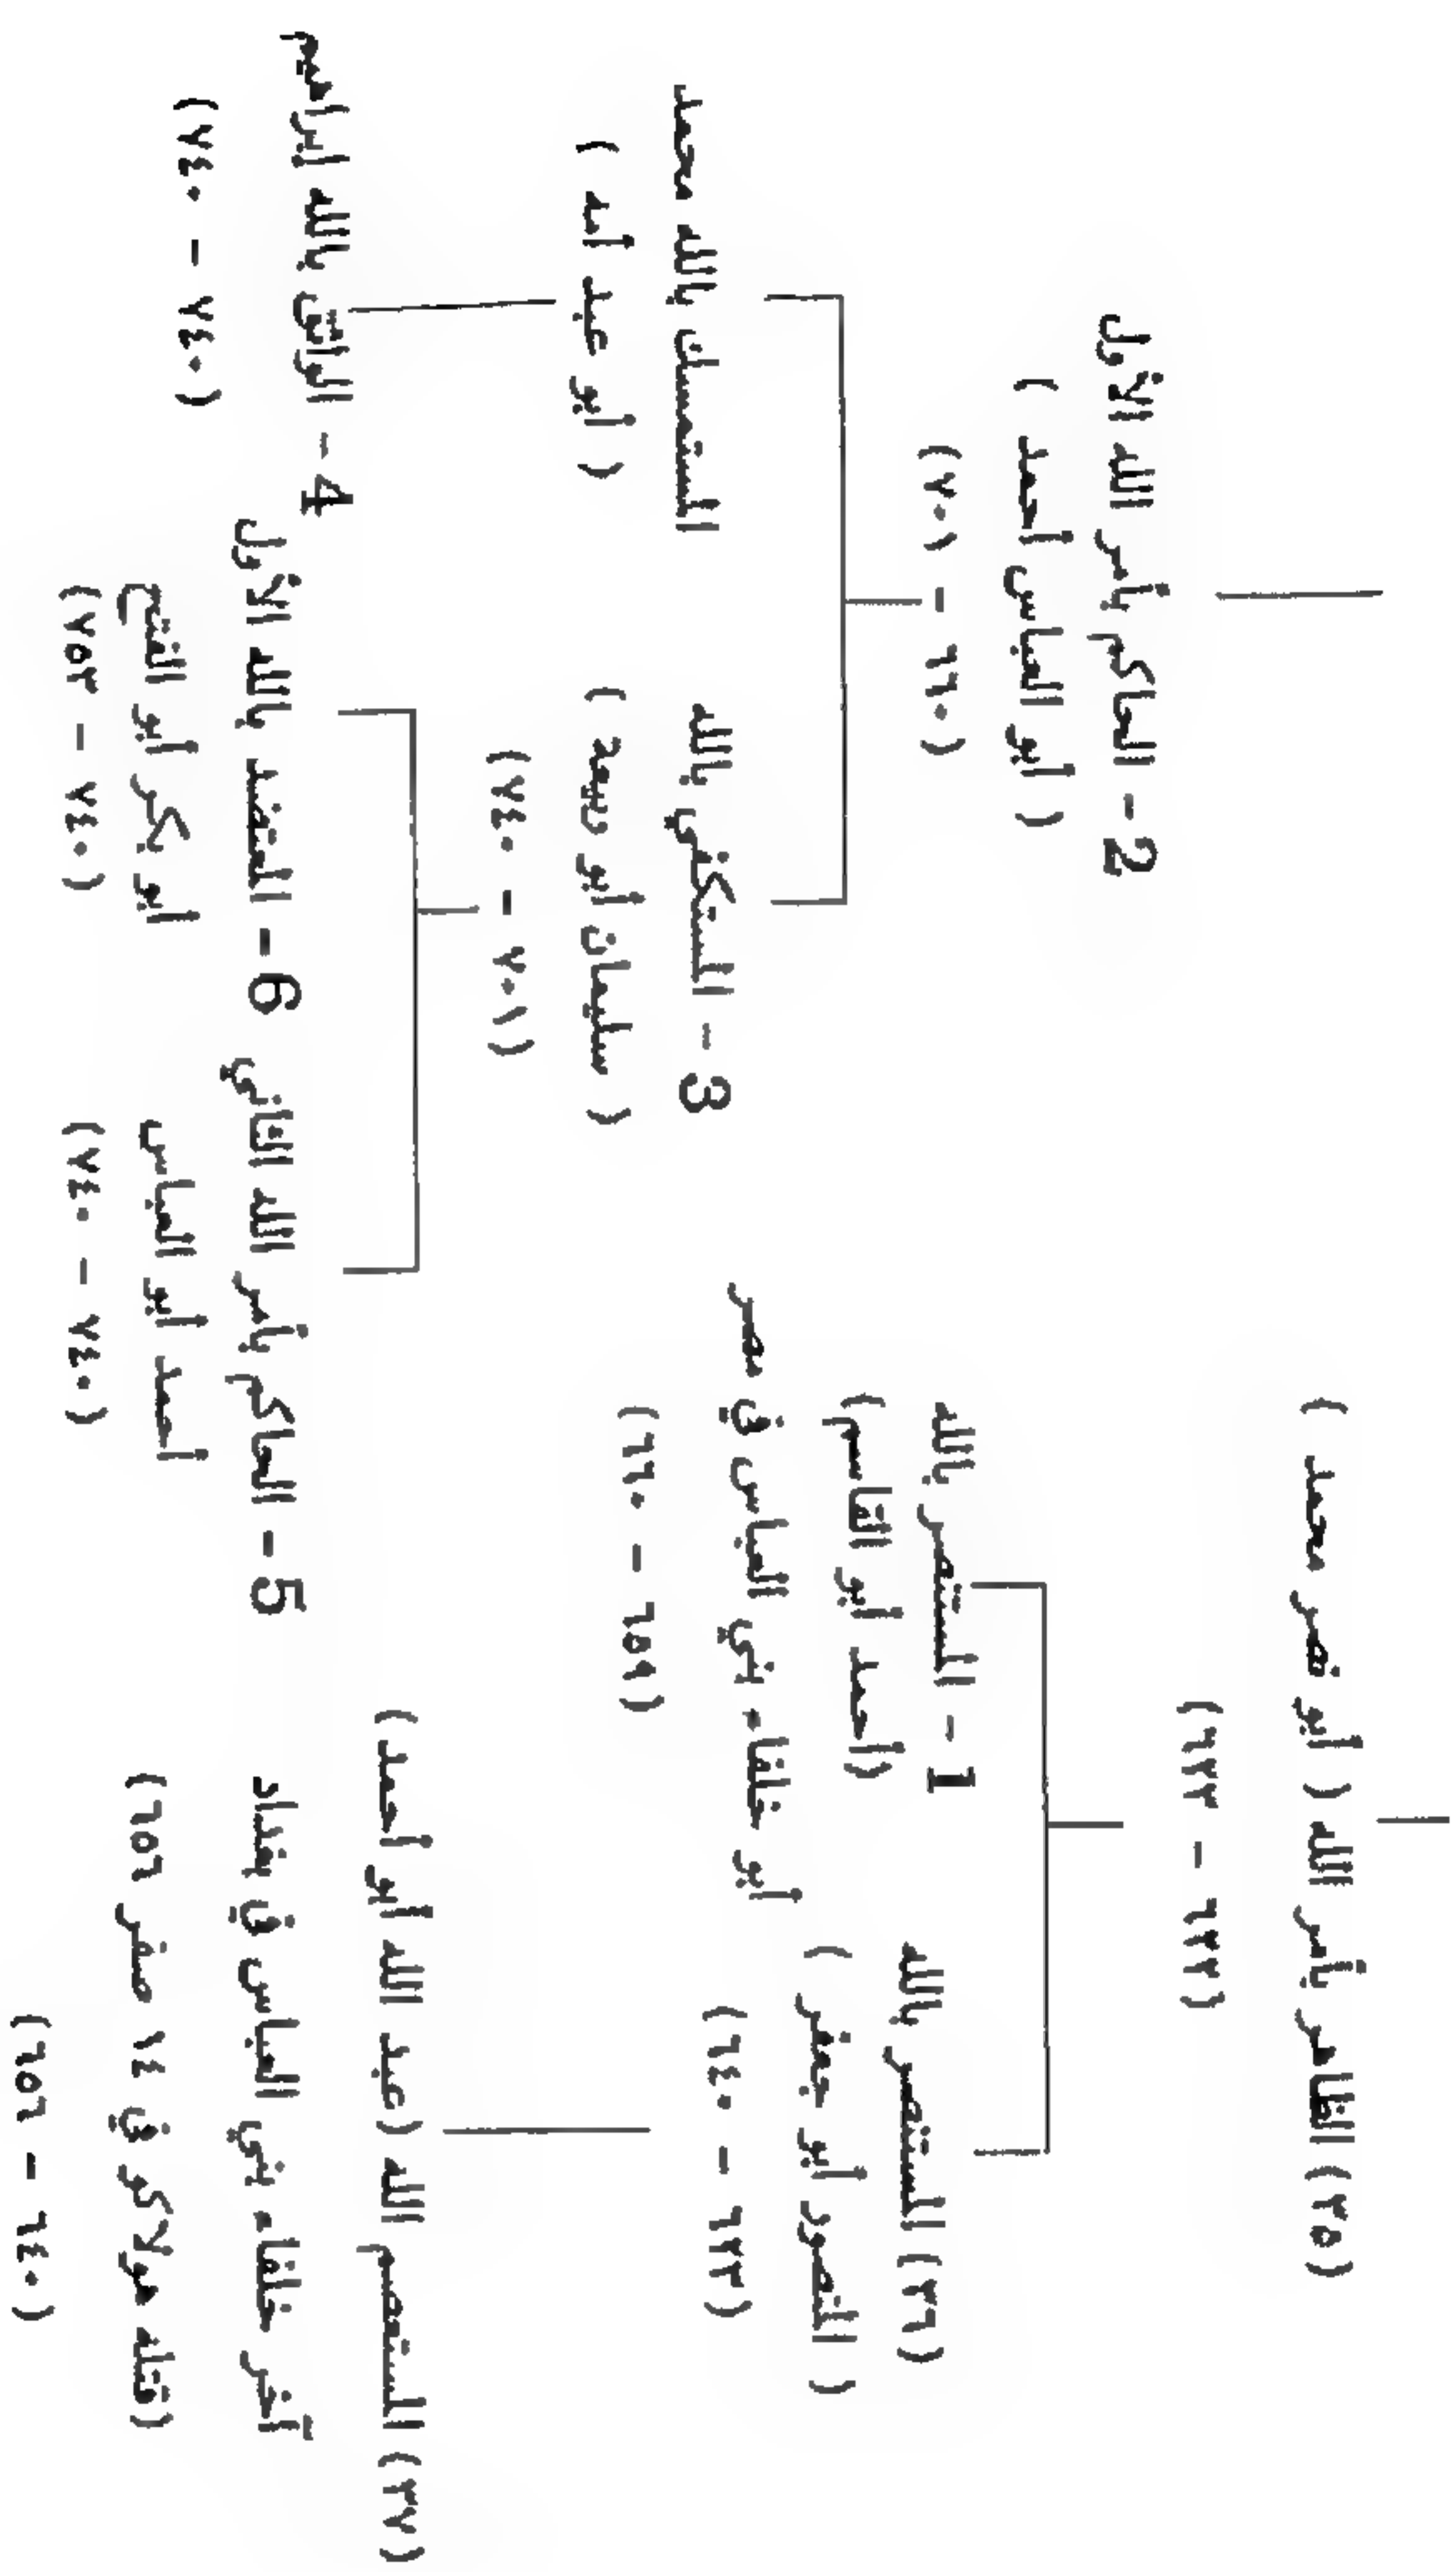 (٣٥) الظاهر بأمر الله ( أبو نصر محمد )
(٦٢٢ - ٦٢٣)
(٣٦) المستنصر بالله
( المنصور أبو جعفر )
(٦٢٣ - ٦٤٠)
(٣٧) المستعصم الله (عبد الله أبو أحمد)
آخر خلفاء بني العباس في بغداد
(قتله هولاكو في ١٤ صفر ٦٥٦)
(٦٤٠ - ٦٥٦)
1 - المستنصر بالله
(أحمد أبو القاسم)
أبو خلفاء بني العباس في مصر
(٦٥٩ - ٦٦٠)
2 - الحاكم بأمر الله الأول
( أبو العباس أحمد )
(٦٦٠ - ٧٠١)
3 - المستكفي بالله
( سليمان أبو ربيعد )
(٧٠١ - ٧٤٠)
المستمسك بالله محمد
( أبو عبد أمد )
5 - الحاكم بأمر الله الثاني
أحمد أبو العباس
(٧٤٠ - ٧٤٠)
6 - المعتضد بالله الأول
أبو بكر أبو الفتح
(٧٤٠ - ٧٥٣)
4 - الواثق بالله إبراهيم
(٧٤٠ - ٧٤٠)